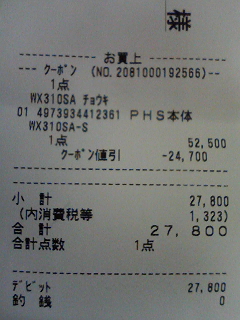 様
お買上
クーポン (NO. 2081000192566)--
1点
WX310SA チョウキ
01 4973934412361 PHS本体
WX310SA-S
1点 52,500
クーポン値引 -24,700
小 計 27,800
(内消費税等 1,323)
合 計 27,800
合計点数 1点
デビット 27,800
釣 銭 0